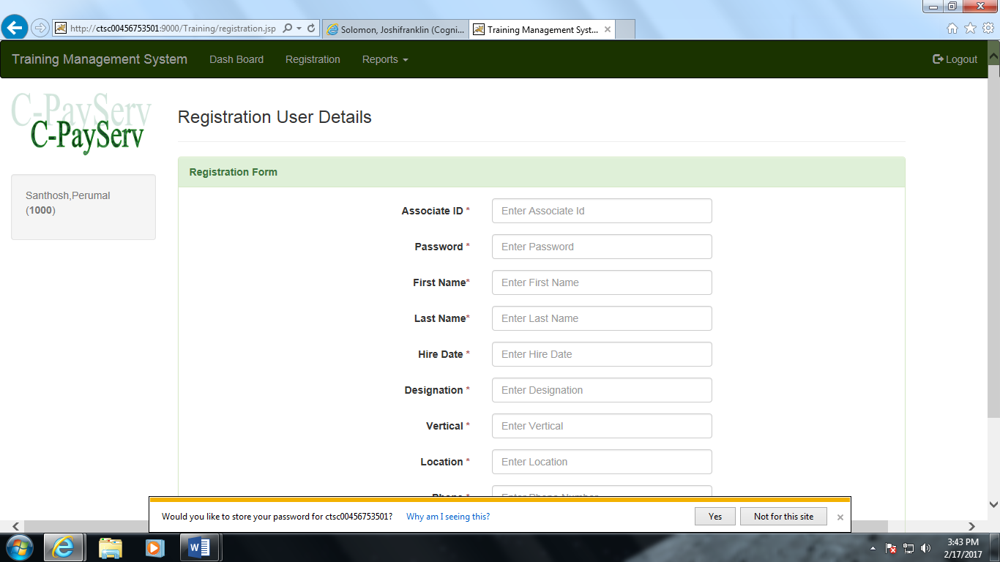 http://ctsc00456753501:9000/Training/registration.jsp
Solomon, Joshifranklin (Cogni...
Training Management Syst...
Training Management System
Dash Board
Registration
Reports
Logout
C-PayServ
C-PayServ
Registration User Details
Santhosh,Perumal
(1000)
Registration Form
Associate ID * Enter Associate Id
Password * Enter Password
First Name* Enter First Name
Last Name* Enter Last Name
Hire Date * Enter Hire Date
Designation * Enter Designation
Vertical * Enter Vertical
Location * Enter Location
Phone * Enter Phone Number
Would you like to store your password for ctsc00456753501? Why am I seeing this? Yes Not for this site
3:43 PM
2/17/2017